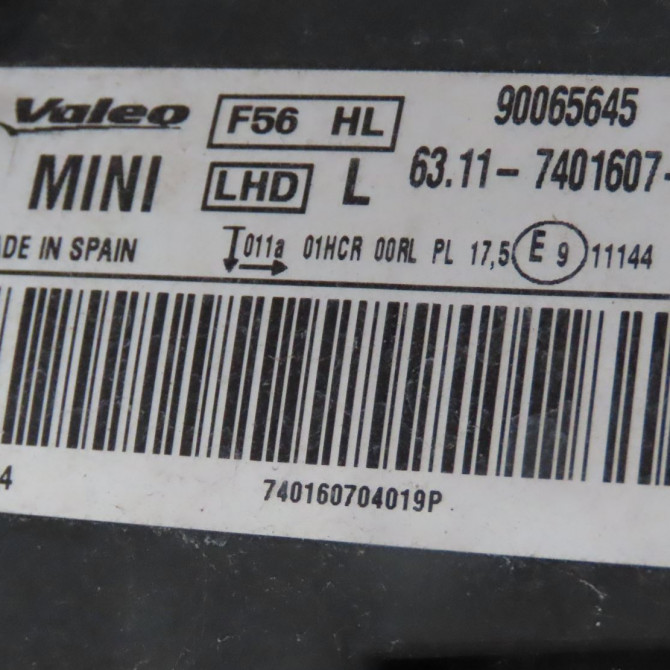 Valeo F56 HL 90065645
MINI LHD L 63.11- 7401607-
ADE IN SPAIN 011a 01HCR 00RL PL 17,5 E 9 11144
4 740160704019P